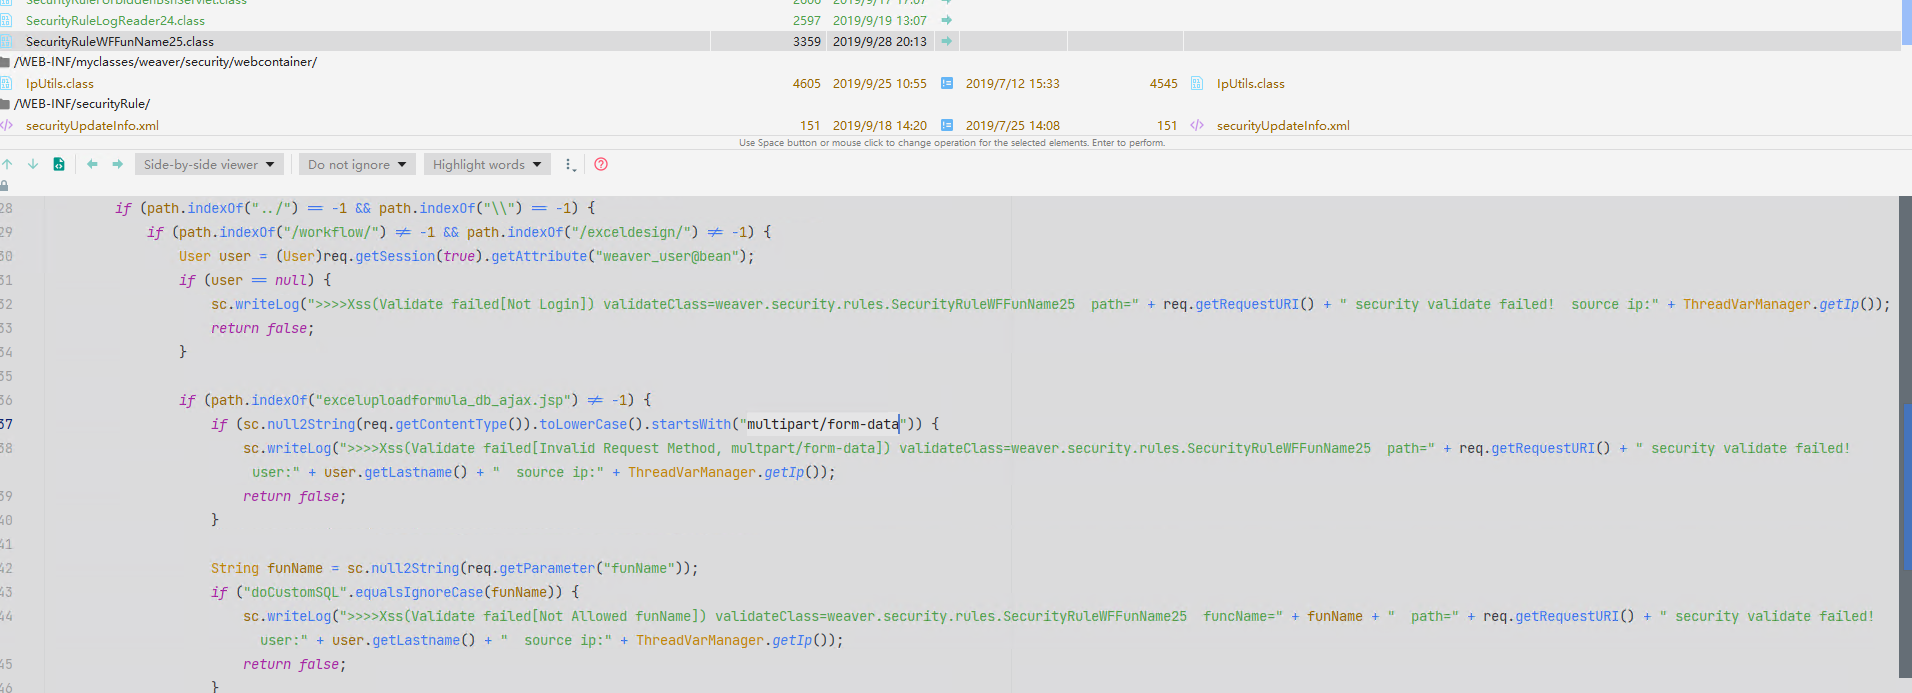 SecurityRuleForbiddenBshServlet.class 2606 2019/9/17 17:07
SecurityRuleLogReader24.class 2597 2019/9/19 13:07
SecurityRuleWFFunName25.class 3359 2019/9/28 20:13
/WEB-INF/myclasses/weaver/security/webcontainer/
IpUtils.class 4605 2019/9/25 10:55 2019/7/12 15:33 4545 IpUtils.class
/WEB-INF/securityRule/
securityUpdateInfo.xml 151 2019/9/18 14:20 2019/7/25 14:08 151 securityUpdateInfo.xml
Use Space button or mouse click to change operation for the selected elements. Enter to perform.
Side-by-side viewer Do not ignore Highlight words
28 if (path.indexOf("../") == -1 && path.indexOf("\\") == -1) {
29 if (path.indexOf("/workflow/") != -1 && path.indexOf("/exceldesign/") != -1) {
30 User user = (User)req.getSession(true).getAttribute("weaver_user@bean");
31 if (user == null) {
32 sc.writeLog(">>>>Xss(Validate failed[Not Login]) validateClass=weaver.security.rules.SecurityRuleWFFunName25  path=" + req.getRequestURI() + " security validate failed!  source ip:" + ThreadVarManager.getIp());
33 return false;
34 }
35
36 if (path.indexOf("exceluploadformula_db_ajax.jsp") != -1) {
37 if (sc.null2String(req.getContentType()).toLowerCase().startsWith("multipart/form-data")) {
38 sc.writeLog(">>>>Xss(Validate failed[Invalid Request Method, multpart/form-data]) validateClass=weaver.security.rules.SecurityRuleWFFunName25  path=" + req.getRequestURI() + " security validate failed!
user:" + user.getLastname() + "  source ip:" + ThreadVarManager.getIp());
39 return false;
40 }
41
42 String funName = sc.null2String(req.getParameter("funName"));
43 if ("doCustomSQL".equalsIgnoreCase(funName)) {
44 sc.writeLog(">>>>Xss(Validate failed[Not Allowed funName]) validateClass=weaver.security.rules.SecurityRuleWFFunName25  funcName=" + funName + "  path=" + req.getRequestURI() + " security validate failed!
user:" + user.getLastname() + "  source ip:" + ThreadVarManager.getIp());
45 return false;
46 }